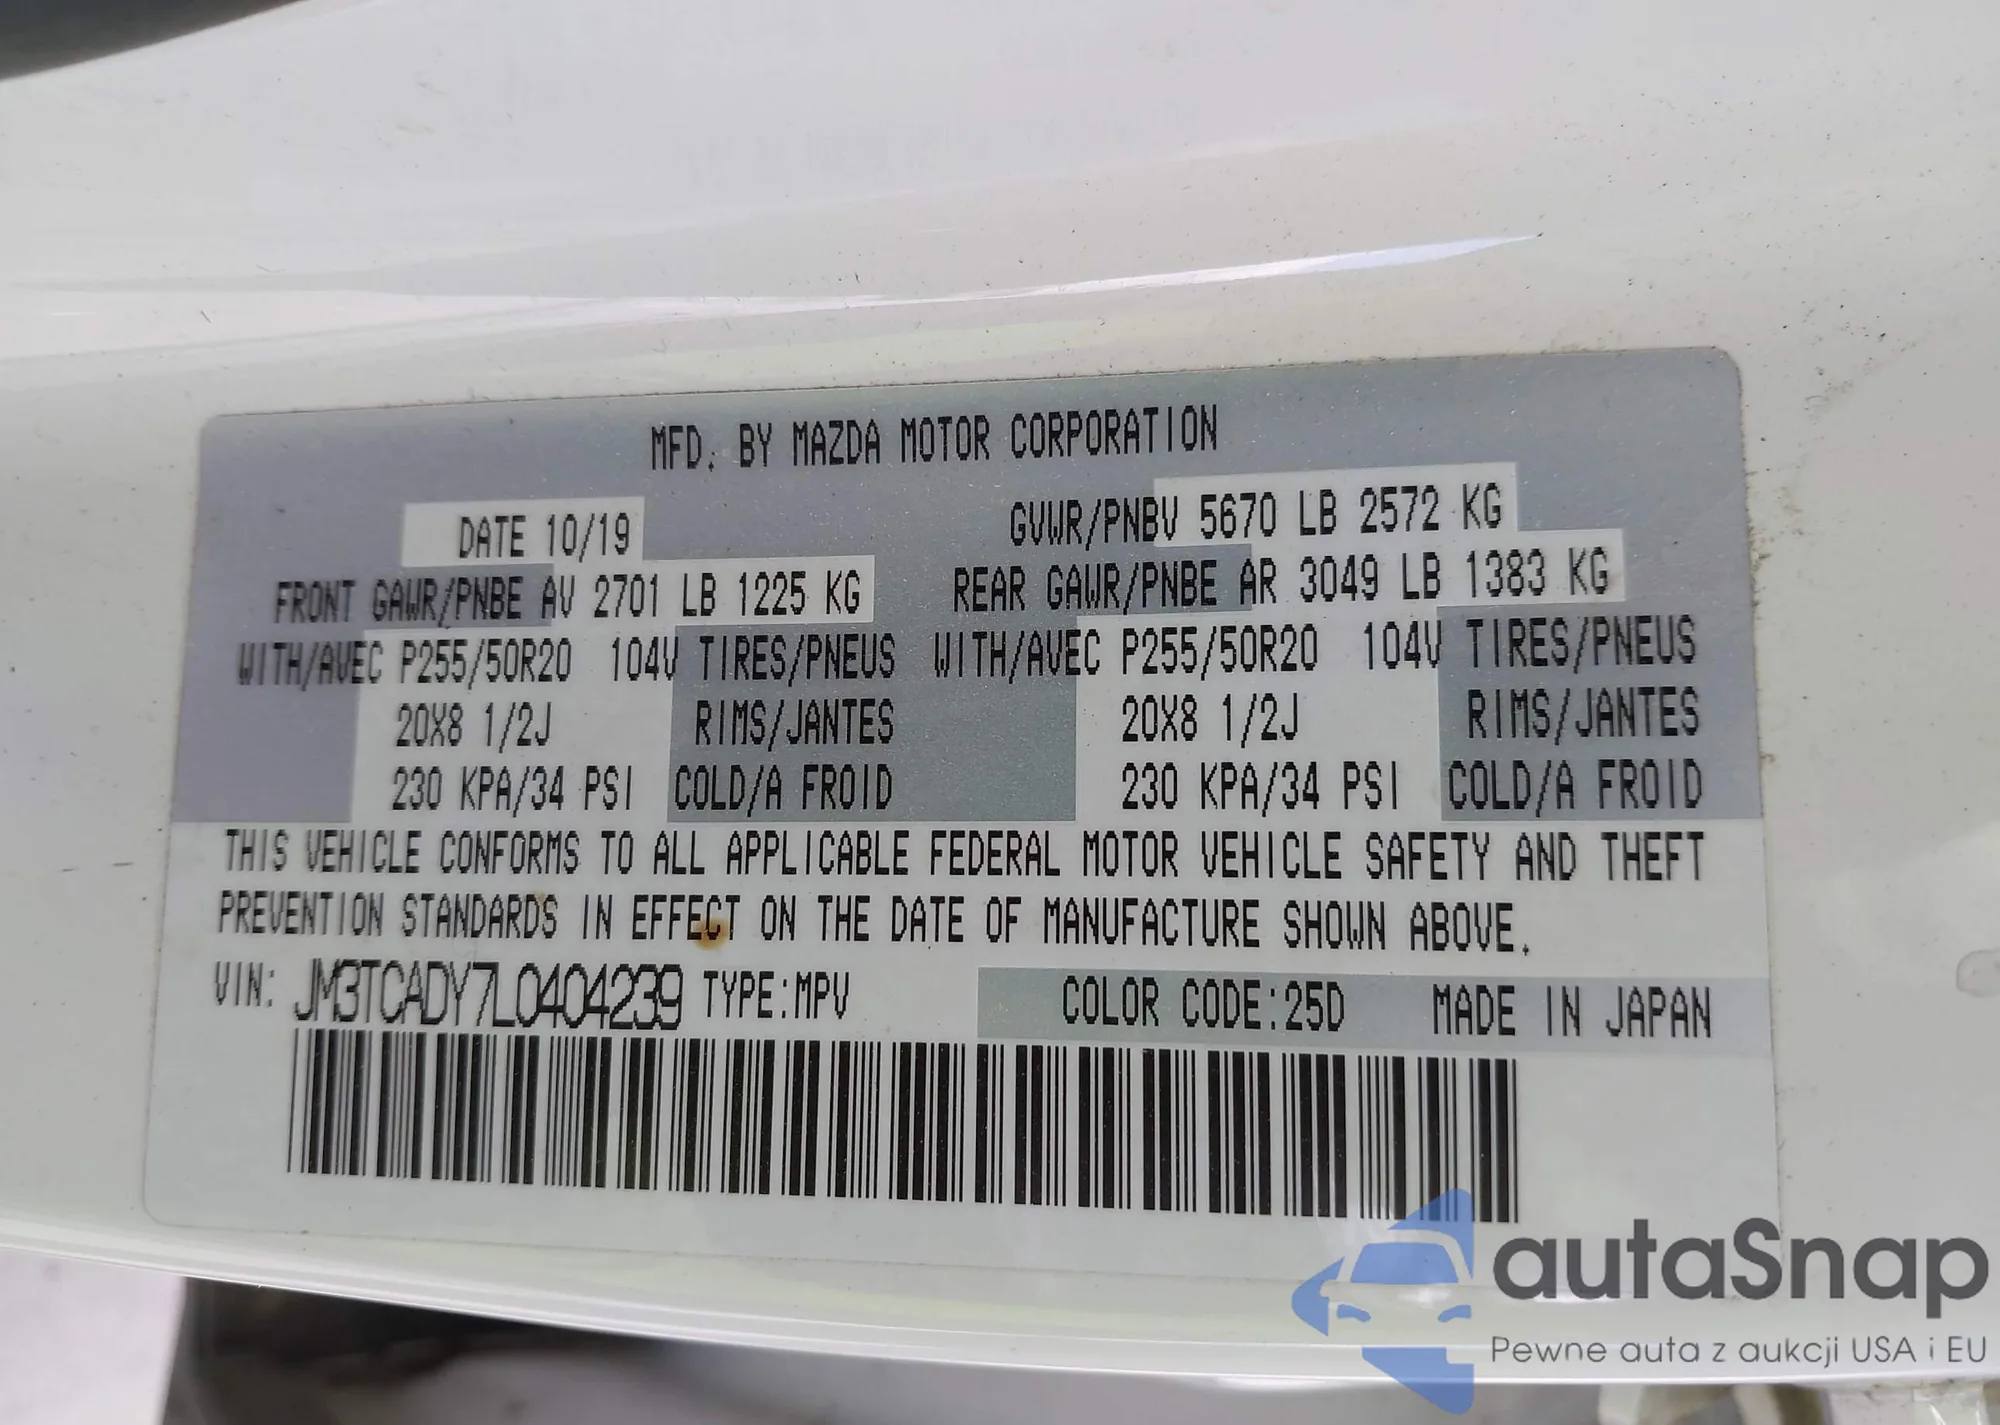 MFD. BY MAZDA MOTOR CORPORATION
DATE 10/19 GVWR/PNBV 5670 LB 2572 KG
FRONT GAWR/PNBE AV 2701 LB 1225 KG REAR GAWR/PNBE AR 3049 LB 1383 KG
WITH/AVEC P255/50R20 104V TIRES/PNEUS WITH/AVEC P255/50R20 104V TIRES/PNEUS
20X8 1/2J RIMS/JANTES 20X8 1/2J RIMS/JANTES
230 KPA/34 PSI COLD/A FROID 230 KPA/34 PSI COLD/A FROID
THIS VEHICLE CONFORMS TO ALL APPLICABLE FEDERAL MOTOR VEHICLE SAFETY AND THEFT
PREVENTION STANDARDS IN EFFECT ON THE DATE OF MANUFACTURE SHOWN ABOVE.
VIN: JM3TCADY7L0404239 TYPE:MPV COLOR CODE:25D MADE IN JAPAN
autaSnap
Pewne auta z aukcji USA i EU